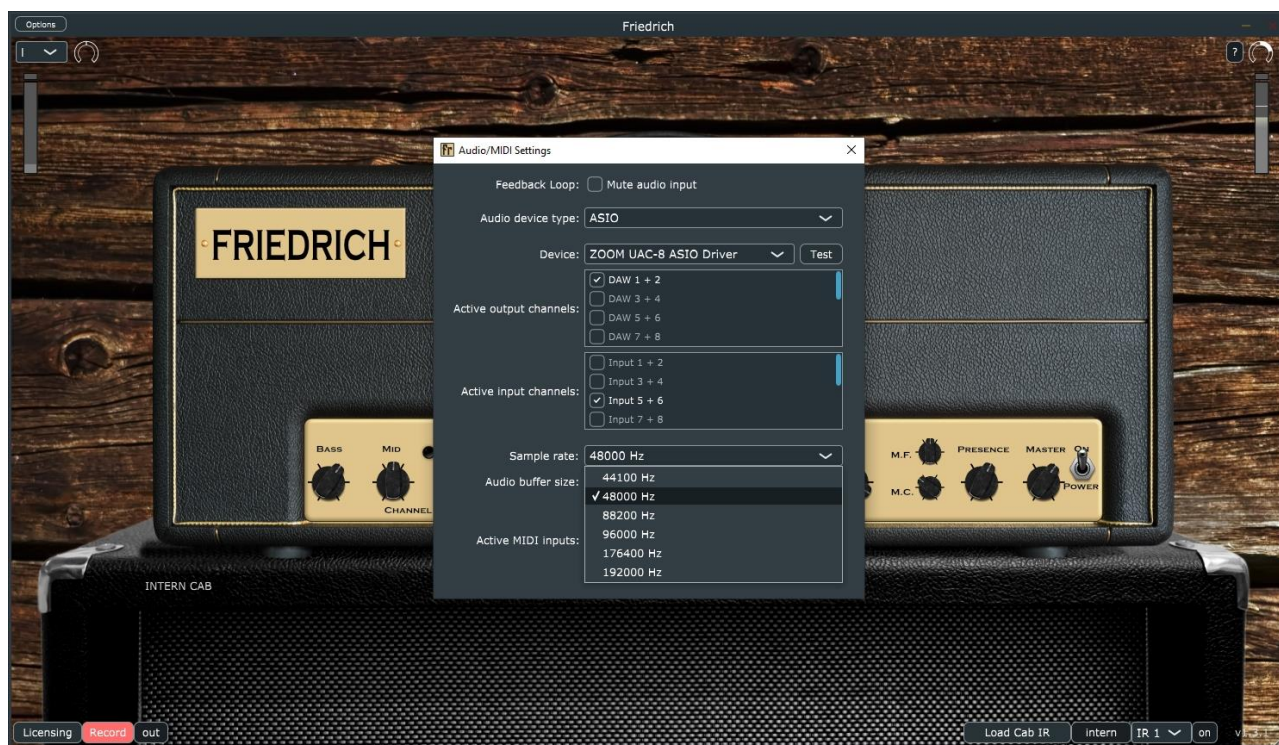 Options
Friedrich
I
?
Audio/MIDI Settings
Feedback Loop: Mute audio input
Audio device type: ASIO
Device: ZOOM UAC-8 ASIO Driver Test
Active output channels:
DAW 1 + 2
DAW 3 + 4
DAW 5 + 6
DAW 7 + 8
Active input channels:
Input 1 + 2
Input 3 + 4
Input 5 + 6
Input 7 + 8
Sample rate: 48000 Hz
Audio buffer size:
44100 Hz
48000 Hz
88200 Hz
96000 Hz
176400 Hz
192000 Hz
Active MIDI inputs:
FRIEDRICH
BASS MID
CHANNEL
M.F. PRESENCE MASTER ON
M.C. POWER
INTERN CAB
Licensing Record out
Load Cab IR intern IR 1 on v1.3.1